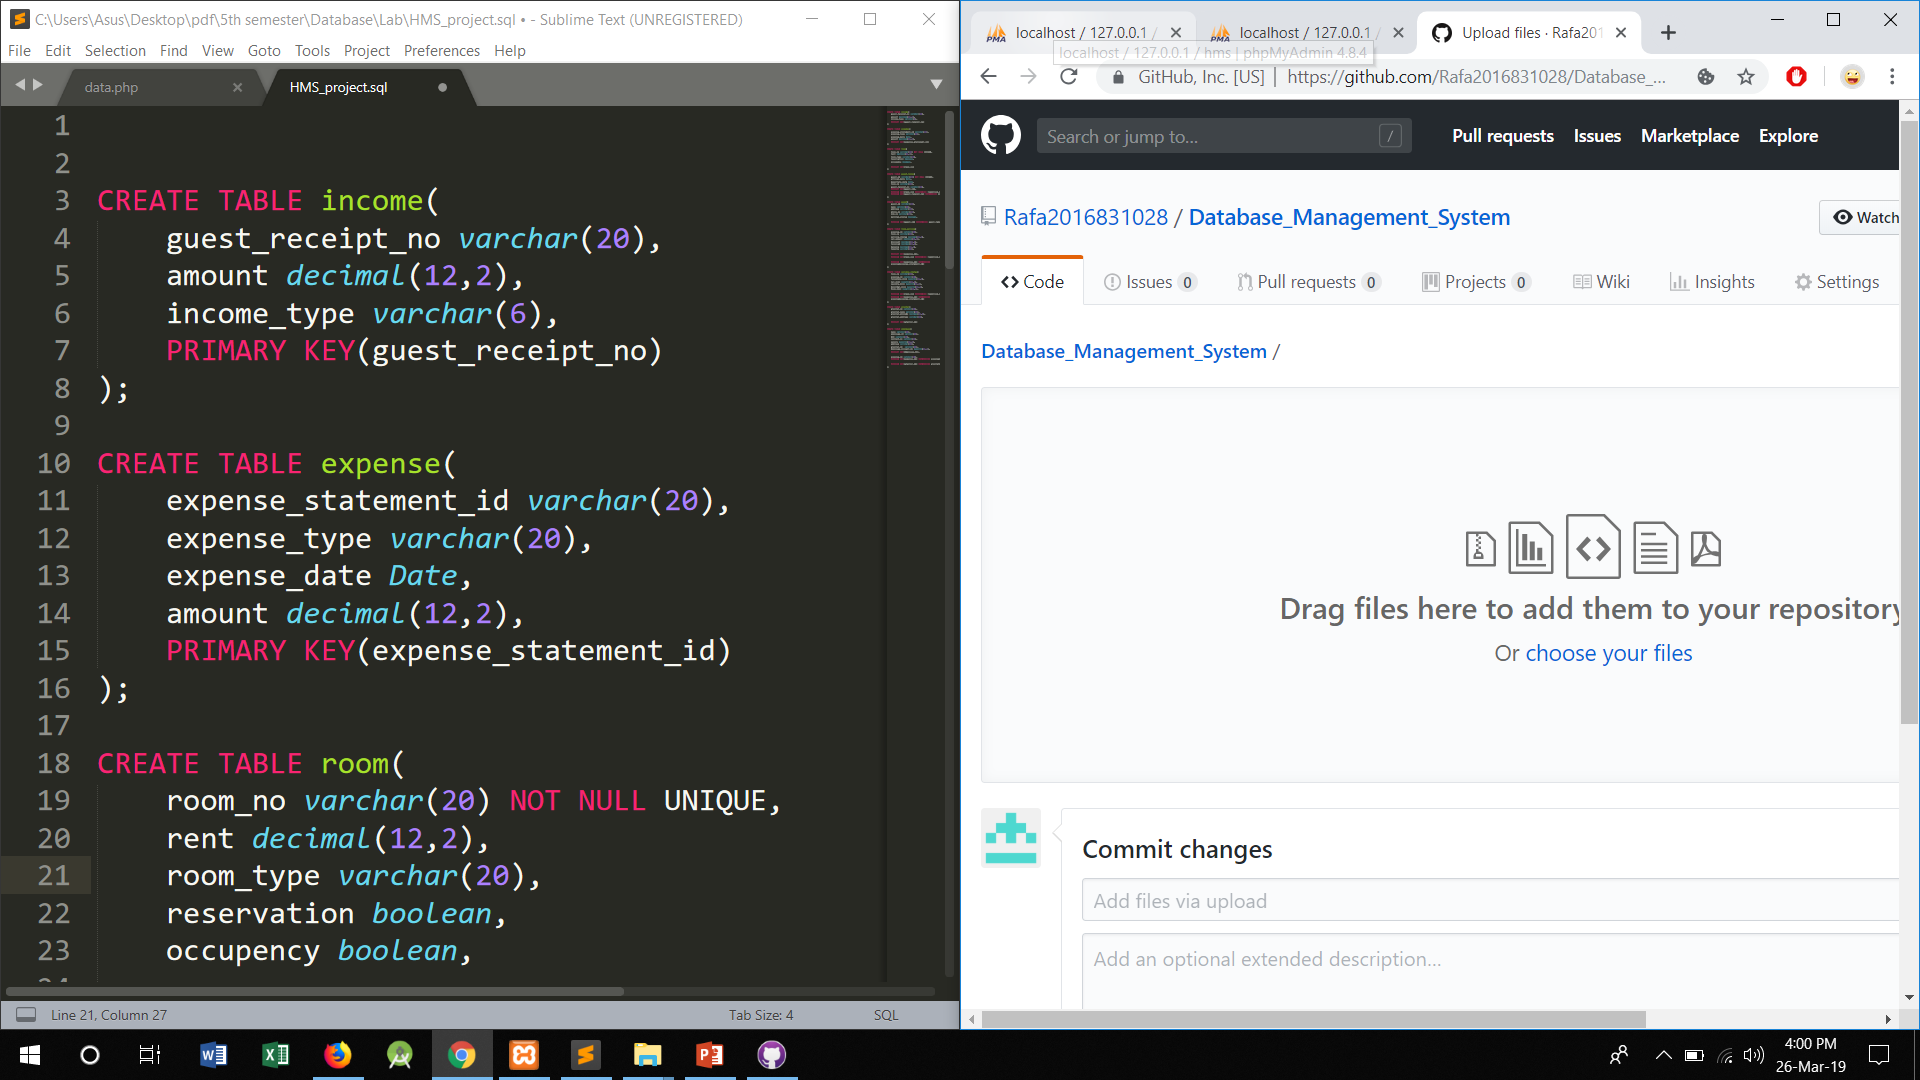 C:\Users\Asus\Desktop\pdf\5th semester\Database\Lab\HMS_project.sql • - Sublime Text (UNREGISTERED)
File Edit Selection Find View Goto Tools Project Preferences Help
data.php
HMS_project.sql
1
2
3 CREATE TABLE income(
4 guest_receipt_no varchar(20),
5 amount decimal(12,2),
6 income_type varchar(6),
7 PRIMARY KEY(guest_receipt_no)
8 );
9
10 CREATE TABLE expense(
11 expense_statement_id varchar(20),
12 expense_type varchar(20),
13 expense_date Date,
14 amount decimal(12,2),
15 PRIMARY KEY(expense_statement_id)
16 );
17
18 CREATE TABLE room(
19 room_no varchar(20) NOT NULL UNIQUE,
20 rent decimal(12,2),
21 room_type varchar(20),
22 reservation boolean,
23 occupency boolean,
Line 21, Column 27
Tab Size: 4
SQL
localhost / 127.0.0.1 /
localhost / 127.0.0.1 /
Upload files · Rafa201
localhost / 127.0.0.1 / hms | phpMyAdmin 4.8.4
GitHub, Inc. [US] | https://github.com/Rafa2016831028/Database_...
Search or jump to... /
Pull requests Issues Marketplace Explore
Rafa2016831028 / Database_Management_System
Watch
Code
Issues 0
Pull requests 0
Projects 0
Wiki
Insights
Settings
Database_Management_System /
Drag files here to add them to your repository
Or choose your files
Commit changes
Add files via upload
Add an optional extended description...
4:00 PM
26-Mar-19